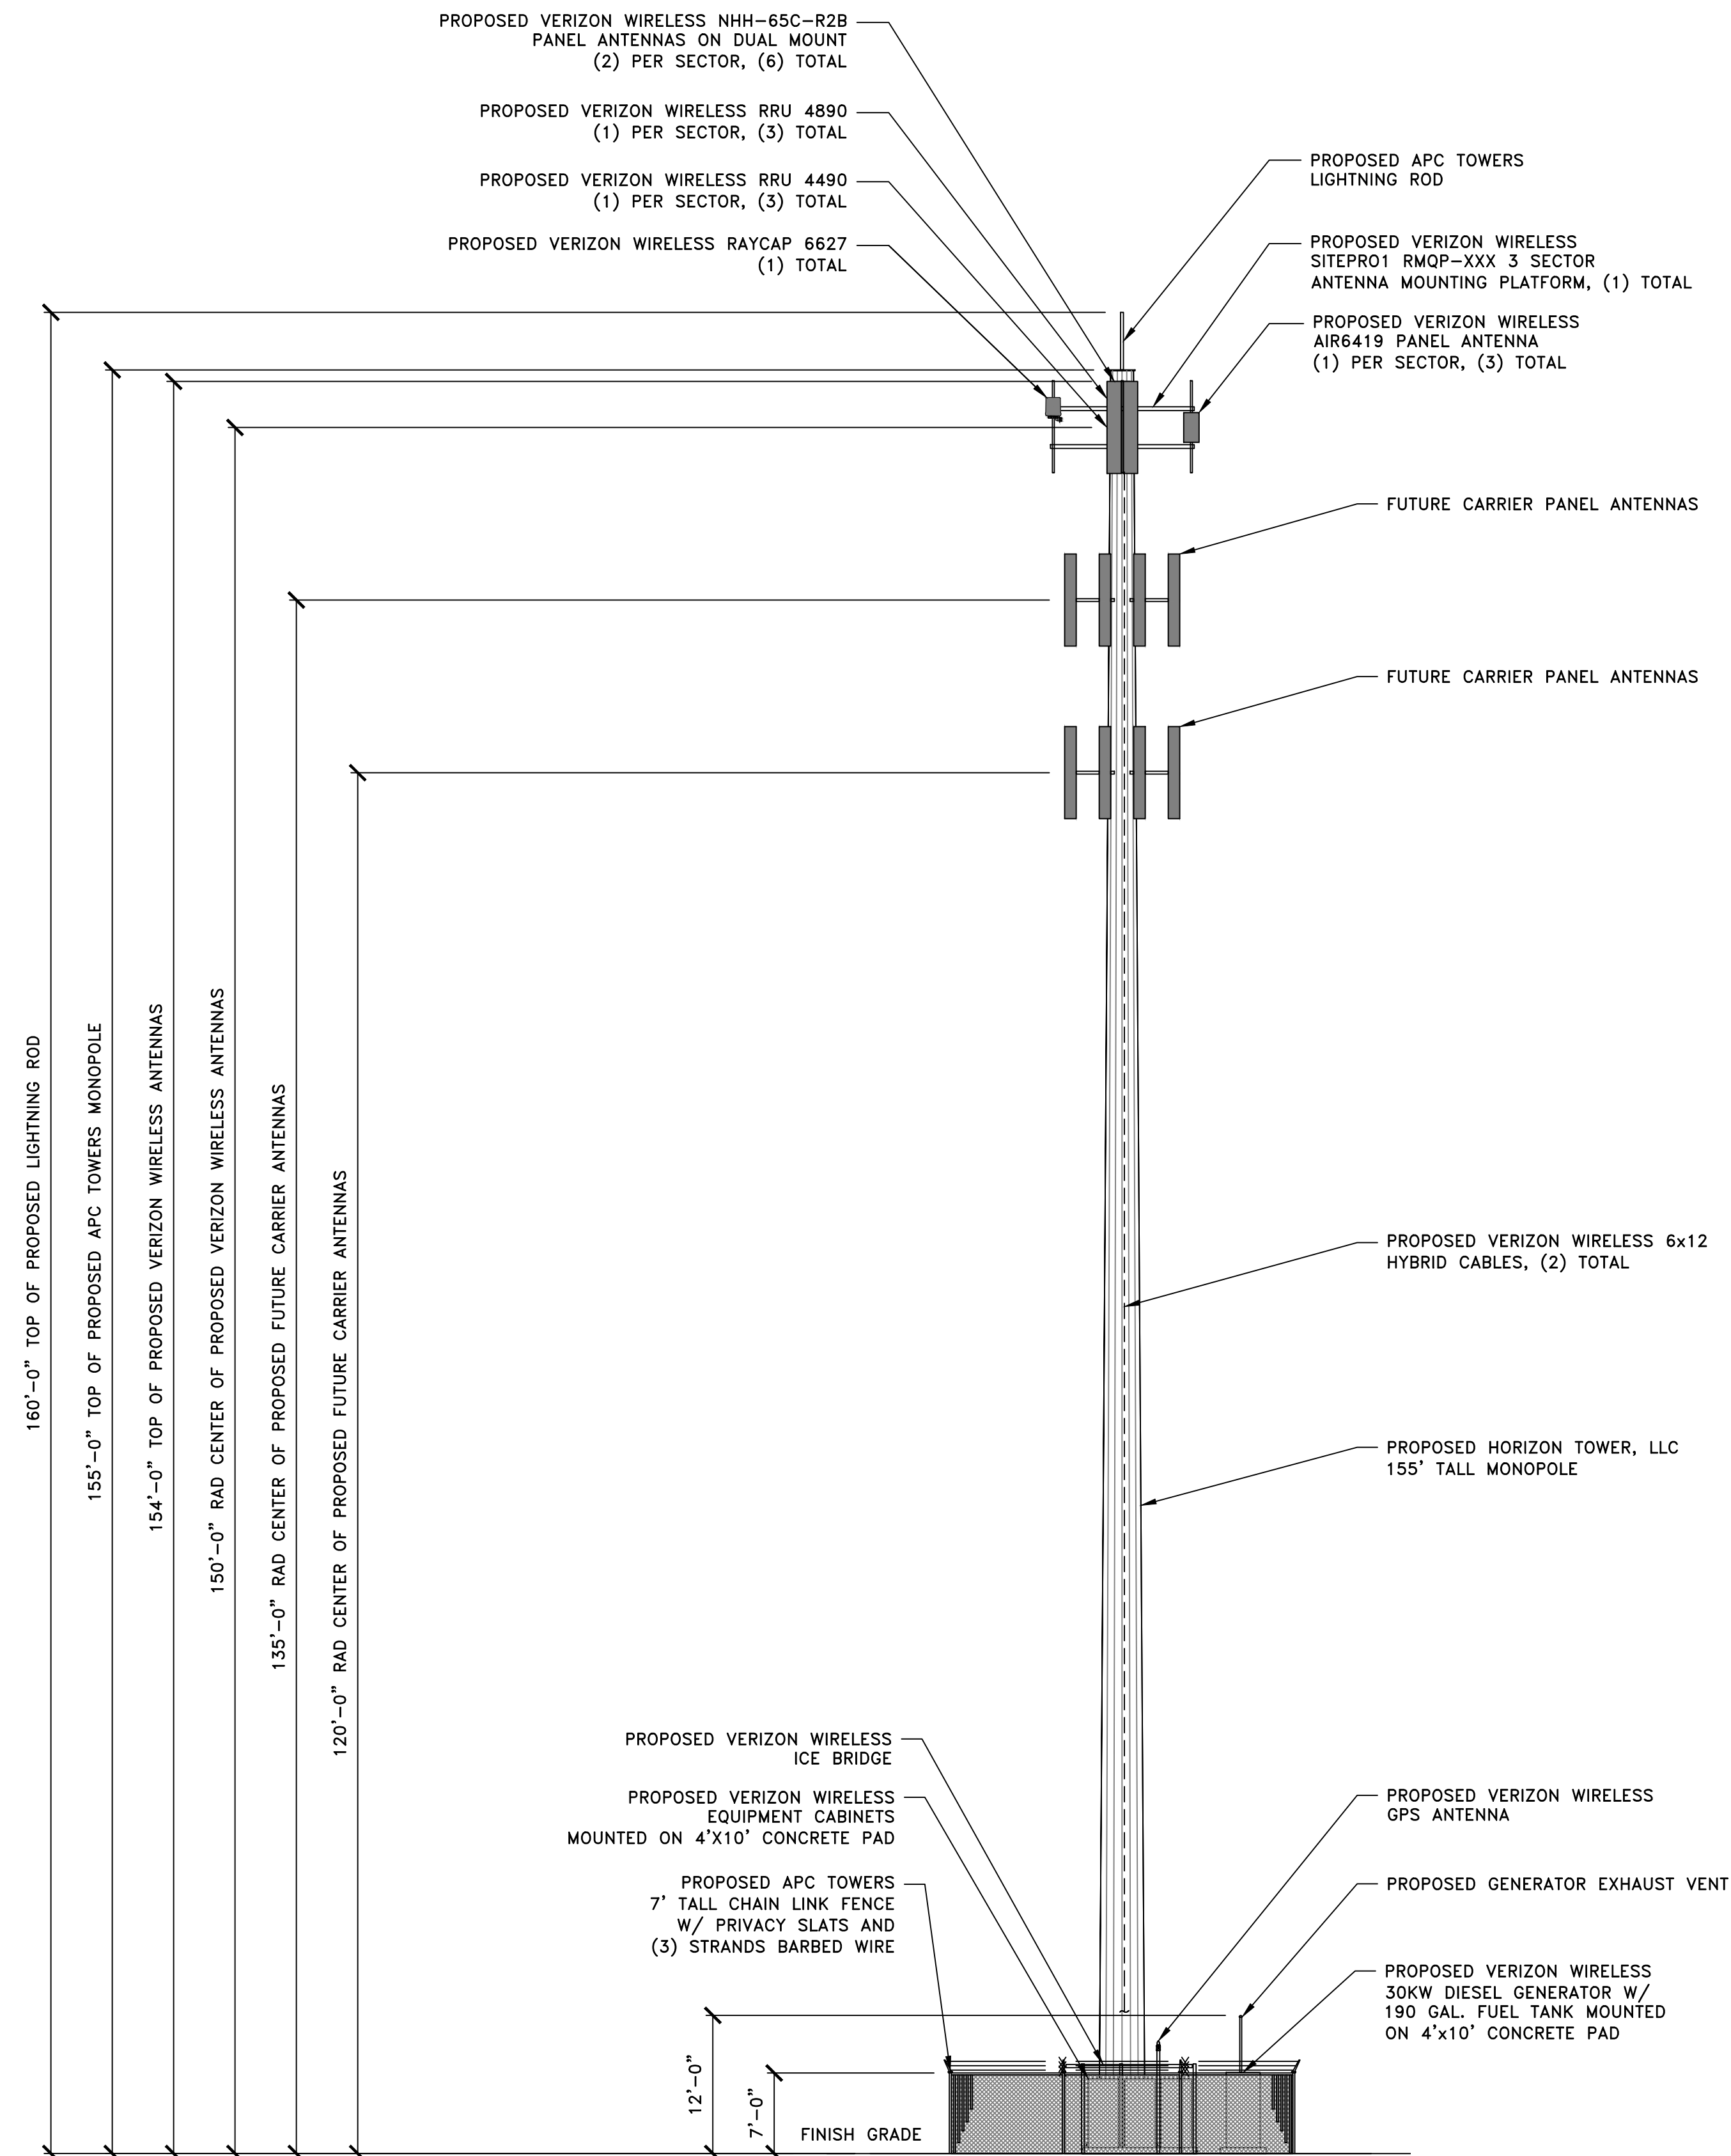 PROPOSED VERIZON WIRELESS NHH-65C-R2B
PANEL ANTENNAS ON DUAL MOUNT
(2) PER SECTOR, (6) TOTAL
PROPOSED VERIZON WIRELESS RRU 4890
(1) PER SECTOR, (3) TOTAL
PROPOSED VERIZON WIRELESS RRU 4490
(1) PER SECTOR, (3) TOTAL
PROPOSED VERIZON WIRELESS RAYCAP 6627
(1) TOTAL
PROPOSED APC TOWERS
LIGHTNING ROD
PROPOSED VERIZON WIRELESS
SITEPRO1 RMQP-XXX 3 SECTOR
ANTENNA MOUNTING PLATFORM, (1) TOTAL
PROPOSED VERIZON WIRELESS
AIR6419 PANEL ANTENNA
(1) PER SECTOR, (3) TOTAL
FUTURE CARRIER PANEL ANTENNAS
FUTURE CARRIER PANEL ANTENNAS
160'-0" TOP OF PROPOSED LIGHTNING ROD
155'-0" TOP OF PROPOSED APC TOWERS MONOPOLE
154'-0" TOP OF PROPOSED VERIZON WIRELESS ANTENNAS
150'-0" RAD CENTER OF PROPOSED VERIZON WIRELESS ANTENNAS
135'-0" RAD CENTER OF PROPOSED FUTURE CARRIER ANTENNAS
120'-0" RAD CENTER OF PROPOSED FUTURE CARRIER ANTENNAS
PROPOSED VERIZON WIRELESS 6x12
HYBRID CABLES, (2) TOTAL
PROPOSED HORIZON TOWER, LLC
155' TALL MONOPOLE
PROPOSED VERIZON WIRELESS
ICE BRIDGE
PROPOSED VERIZON WIRELESS
EQUIPMENT CABINETS
MOUNTED ON 4'X10' CONCRETE PAD
PROPOSED APC TOWERS
7' TALL CHAIN LINK FENCE
W/ PRIVACY SLATS AND
(3) STRANDS BARBED WIRE
PROPOSED VERIZON WIRELESS
GPS ANTENNA
PROPOSED GENERATOR EXHAUST VENT
PROPOSED VERIZON WIRELESS
30KW DIESEL GENERATOR W/
190 GAL. FUEL TANK MOUNTED
ON 4'x10' CONCRETE PAD
12'-0"
7'-0"
FINISH GRADE